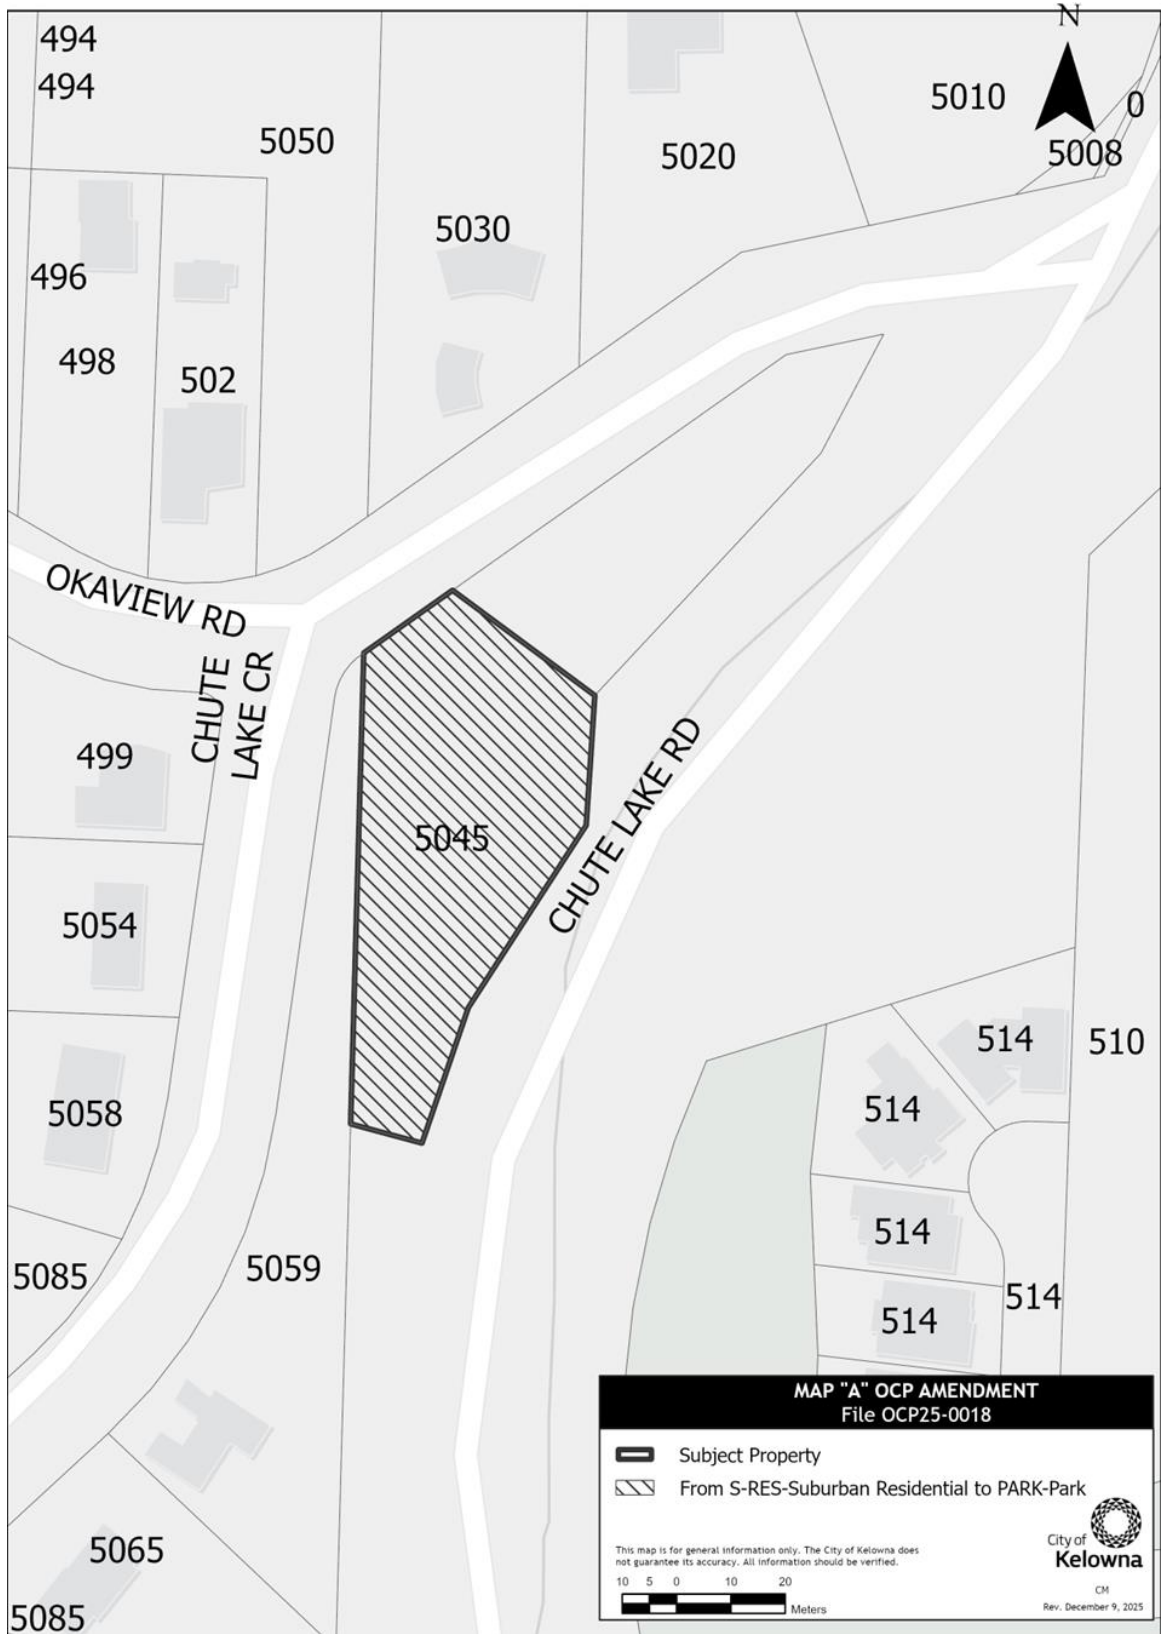 N
494
494
5010
0
5050
5020
5008
5030
496
498
502
OKAVIEW RD
CHUTE
LAKE CR
499
5045
CHUTE LAKE RD
5054
514
510
5058
514
514
5059
5085
514
514
5065
5085
MAP "A" OCP AMENDMENT
File OCP25-0018
Subject Property
From S-RES-Suburban Residential to PARK-Park
This map is for general information only. The City of Kelowna does
not guarantee its accuracy. All information should be verified.
10 5 0 10 20
Meters
City of
Kelowna
CM
Rev. December 9, 2025